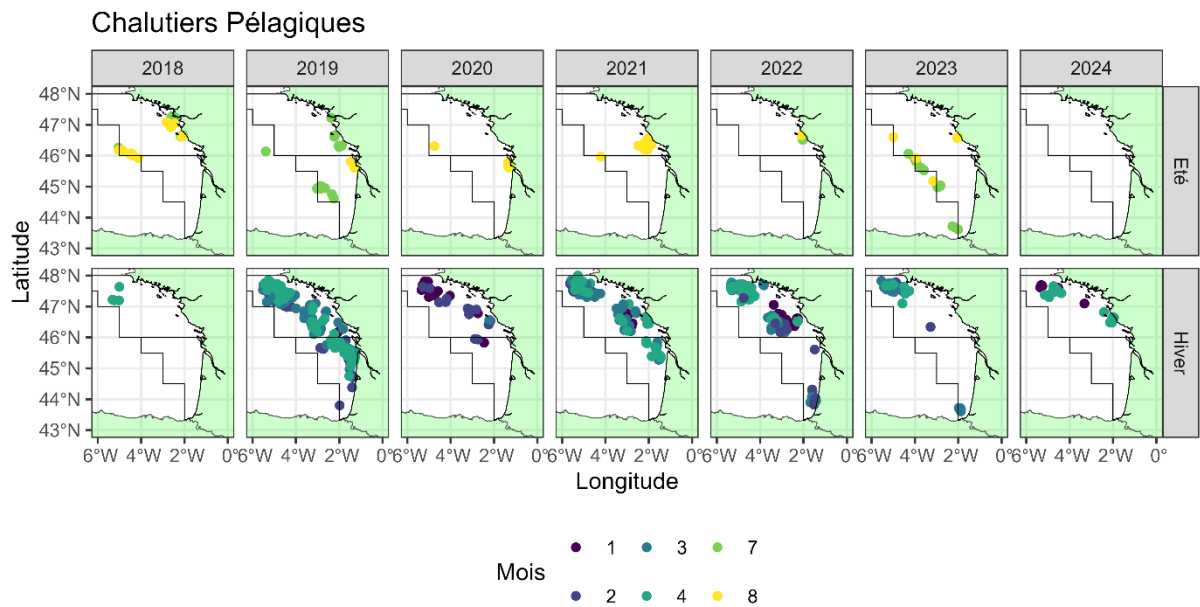 Chalutiers Pélagiques
2018 2019 2020 2021 2022 2023 2024
48°N
47°N
46°N
45°N
44°N
43°N
Eté
48°N
47°N
46°N
45°N
44°N
43°N
Hiver
Latitude
6°W 4°W 2°W 0° 6°W 4°W 2°W 0° 6°W 4°W 2°W 0° 6°W 4°W 2°W 0° 6°W 4°W 2°W 0° 6°W 4°W 2°W 0° 6°W 4°W 2°W 0°
Longitude
Mois
1 3 7
2 4 8